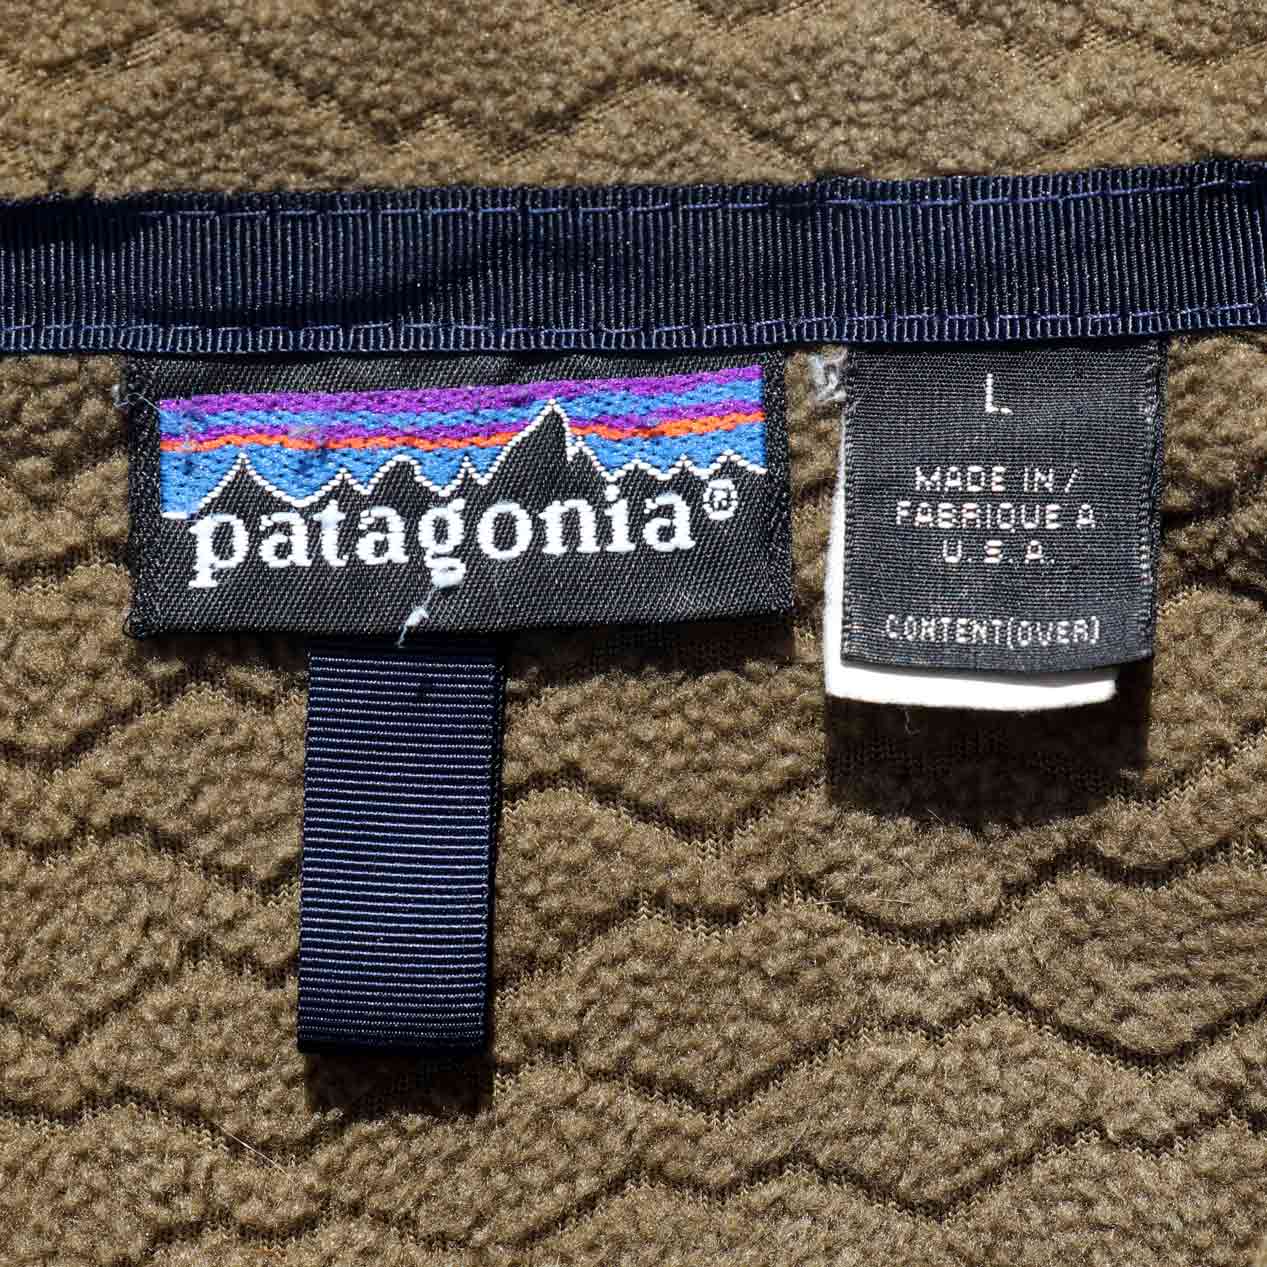 patagonia®
L
MADE IN /
FABRIQUE A
U.S.A.
CONTENT(OVER)